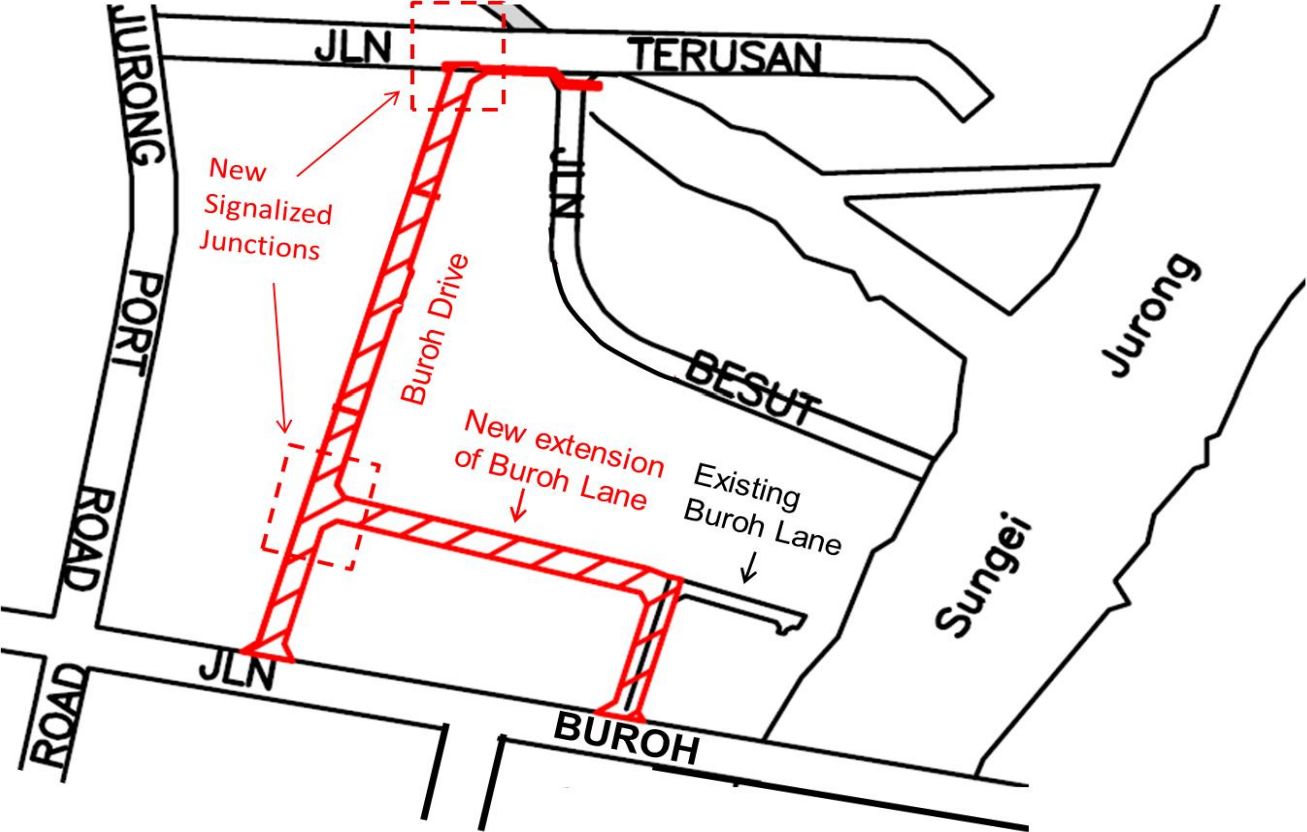 JLN
TERUSAN
JURONG
PORT
ROAD
ROAD
New
Signalized
Junctions
JLN
BESUT
Buroh Drive
New extension
of Buroh Lane
Existing
Buroh Lane
Jurong
Sungei
JLN
BUROH